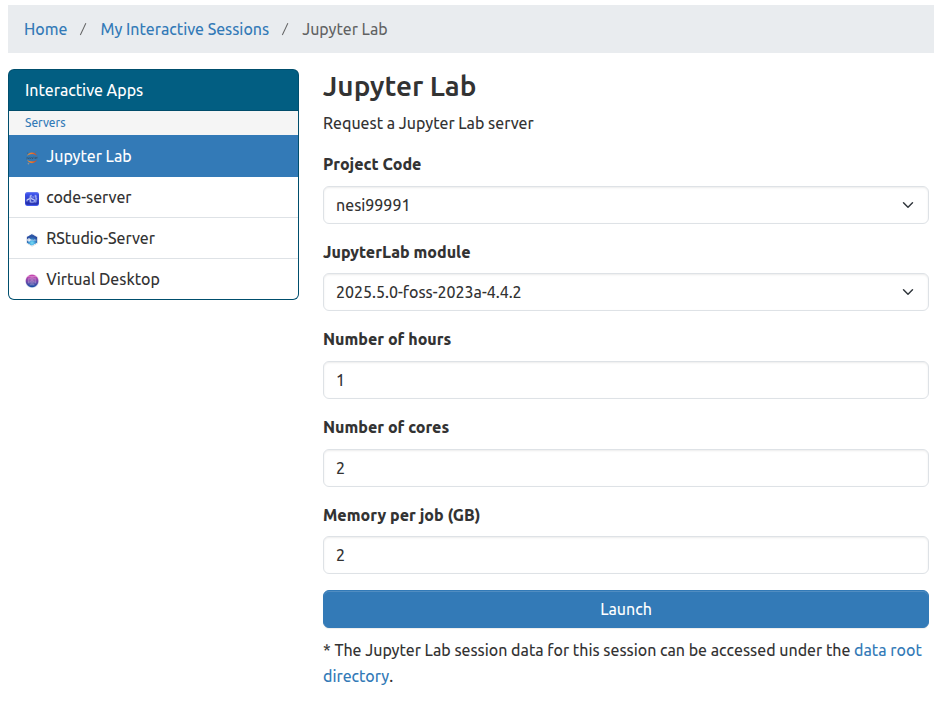 Home / My Interactive Sessions / Jupyter Lab
Interactive Apps
Servers
Jupyter Lab
code-server
RStudio-Server
Virtual Desktop
Jupyter Lab
Request a Jupyter Lab server
Project Code
nesi99991
JupyterLab module
2025.5.0-foss-2023a-4.4.2
Number of hours
1
Number of cores
2
Memory per job (GB)
2
Launch
* The Jupyter Lab session data for this session can be accessed under the data root
directory.